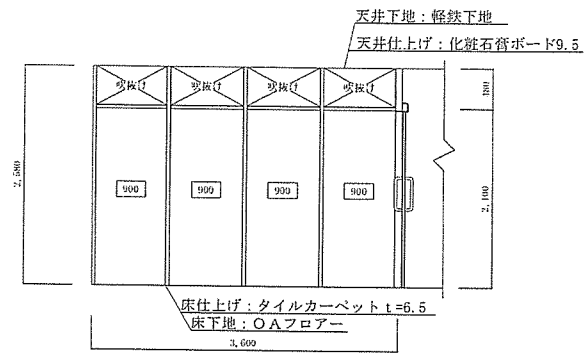 天井下地：軽鉄下地
天井仕上げ：化粧石膏ボード9.5
吹抜け 吹抜け 吹抜け 吹抜け
480
2,580
900 900 900 900
2,100
床仕上げ：タイルカーペット t=6.5
床下地：OAフロアー
3,600